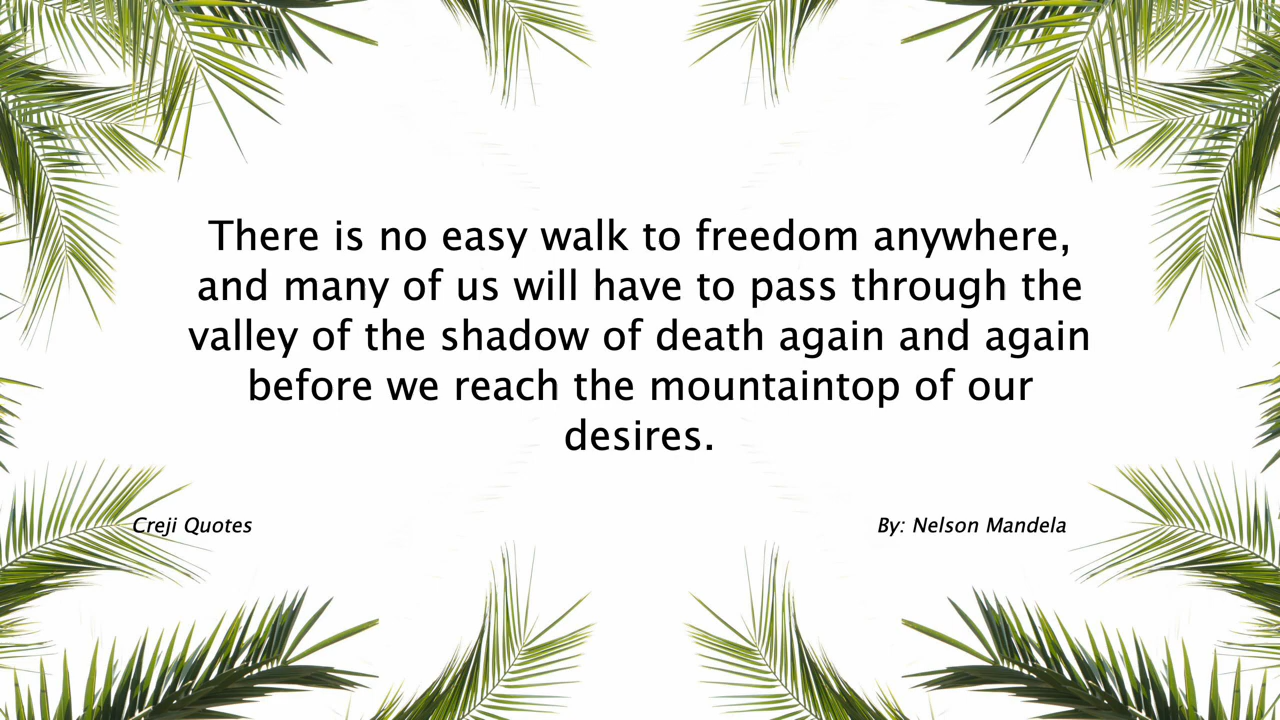 There is no easy walk to freedom anywhere,
and many of us will have to pass through the
valley of the shadow of death again and again
before we reach the mountaintop of our
desires.
Creji Quotes
By: Nelson Mandela